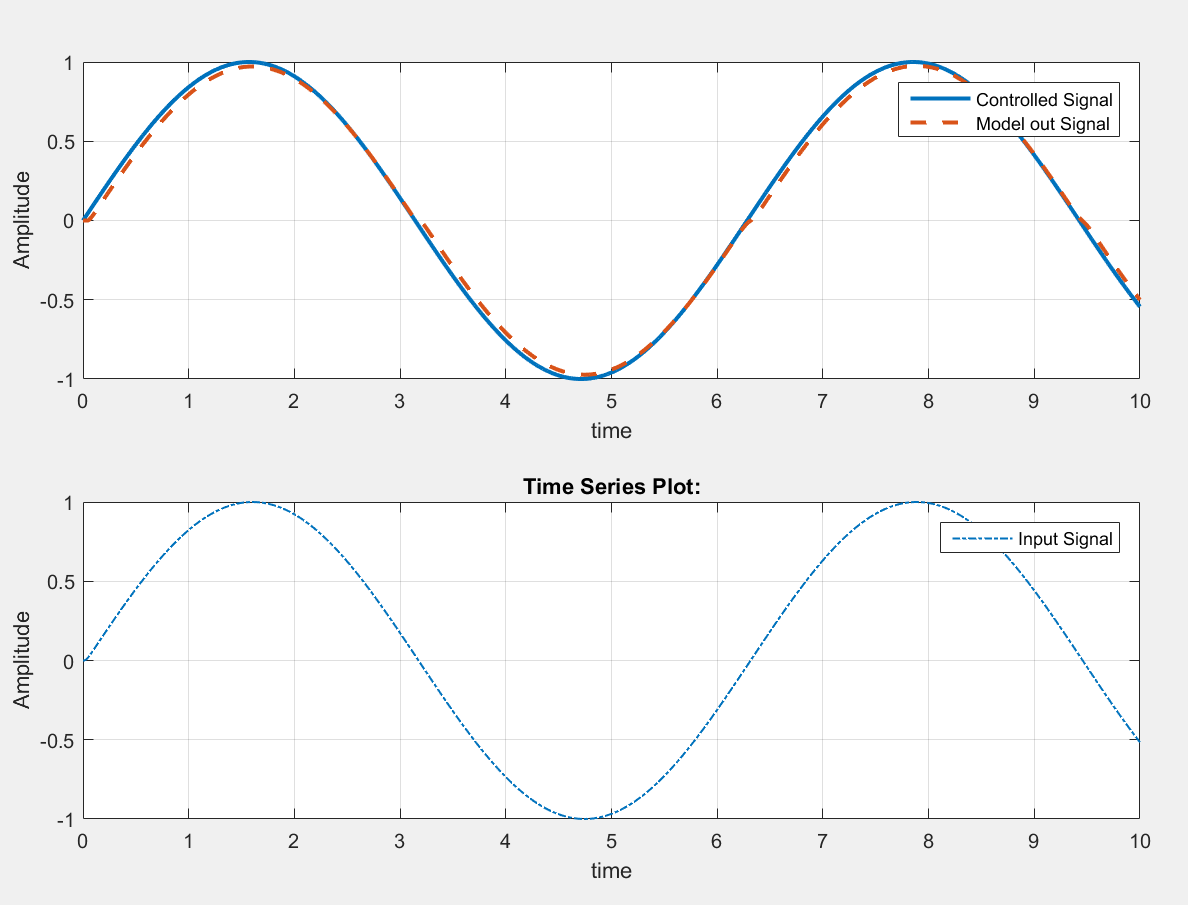 1
0.5
0
-0.5
-1
Amplitude
Controlled Signal
Model out Signal
0 1 2 3 4 5 6 7 8 9 10
time
Time Series Plot:
1
0.5
0
-0.5
-1
Amplitude
Input Signal
0 1 2 3 4 5 6 7 8 9 10
time